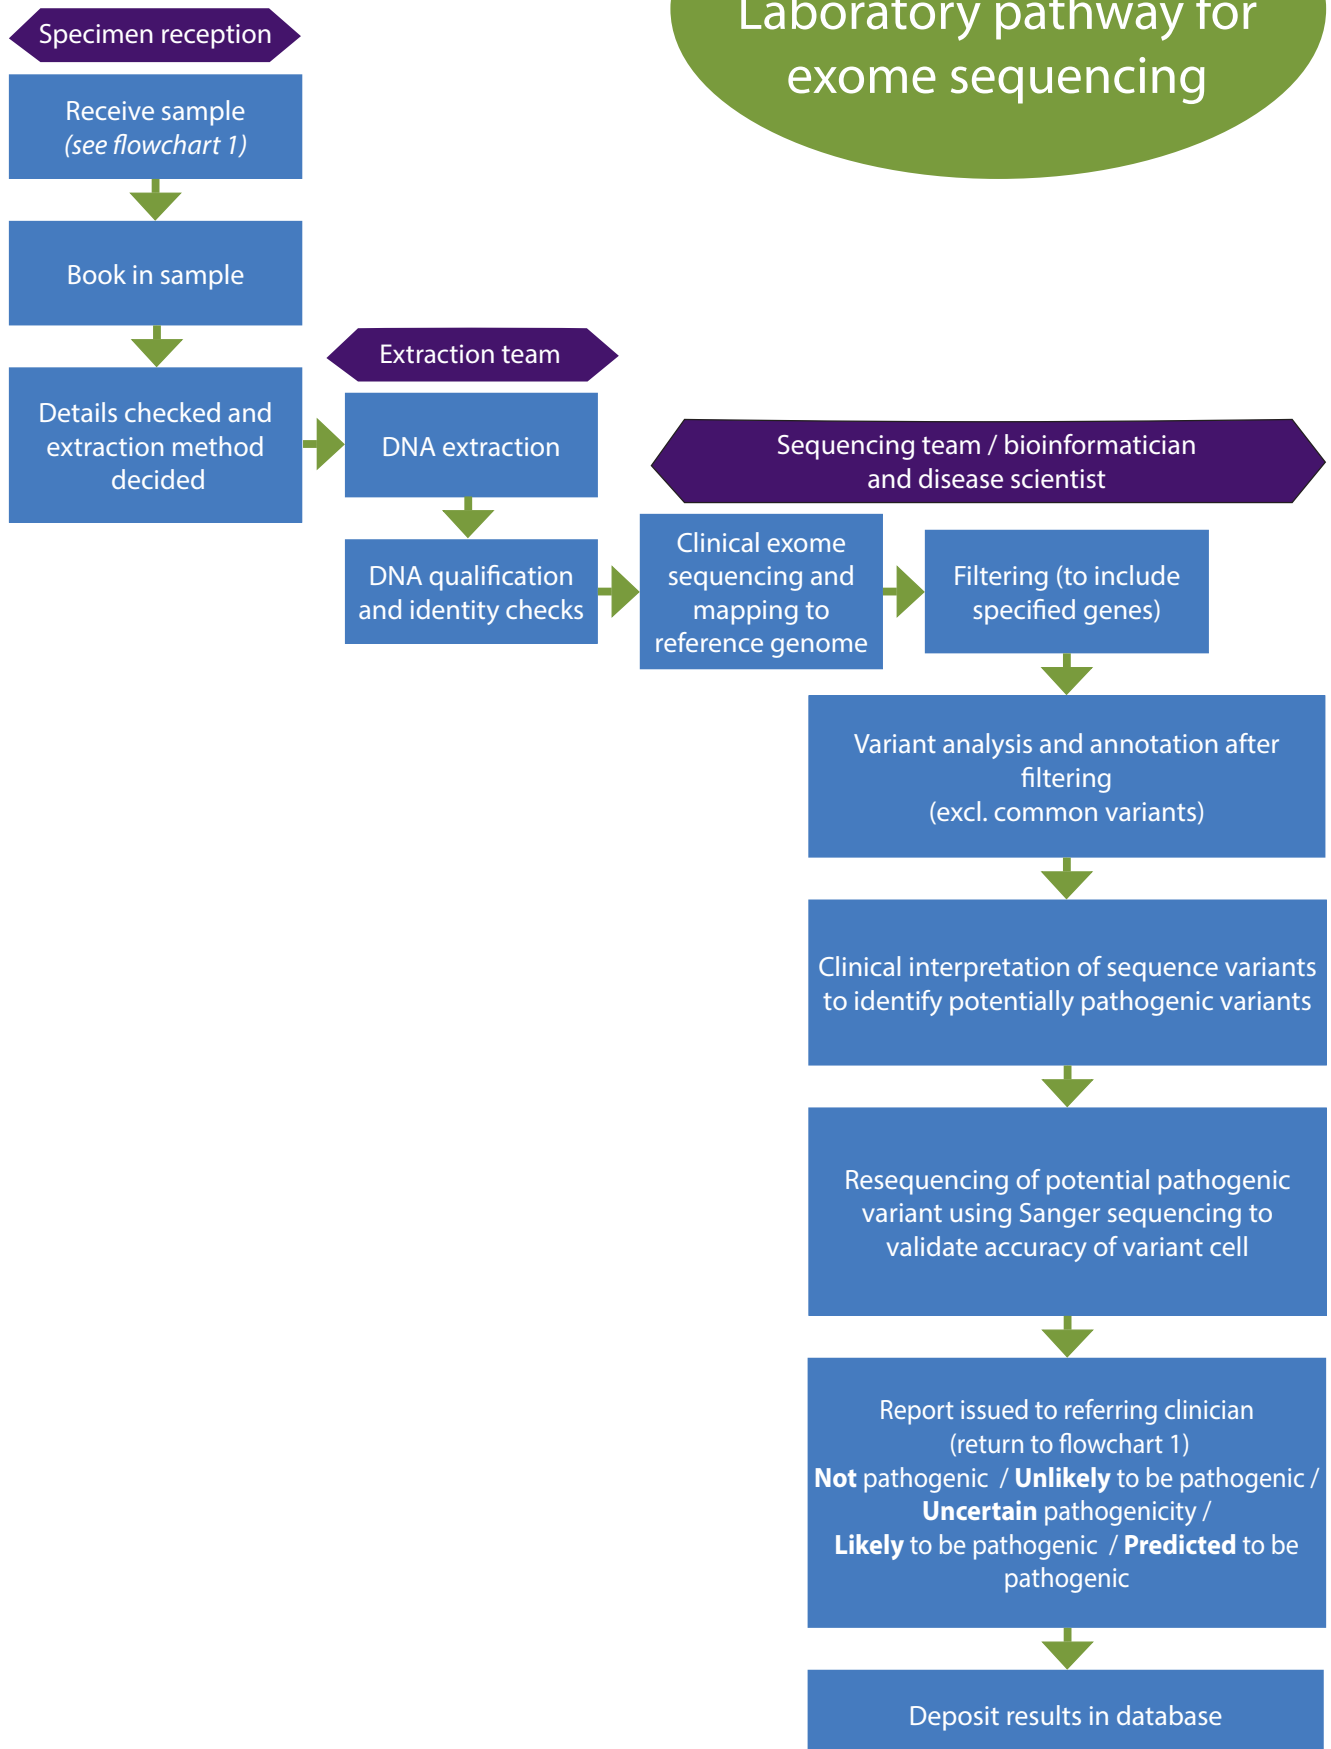 Laboratory pathway for
exome sequencing
Specimen reception
Receive sample
(see flowchart 1)
Book in sample
Details checked and
extraction method
decided
Extraction team
DNA extraction
DNA qualification
and identity checks
Sequencing team / bioinformatician
and disease scientist
Clinical exome
sequencing and
mapping to
reference genome
Filtering (to include
specified genes)
Variant analysis and annotation after
filtering
(excl. common variants)
Clinical interpretation of sequence variants
to identify potentially pathogenic variants
Resequencing of potential pathogenic
variant using Sanger sequencing to
validate accuracy of variant cell
Report issued to referring clinician
(return to flowchart 1)
Not pathogenic / Unlikely to be pathogenic /
Uncertain pathogenicity /
Likely to be pathogenic / Predicted to be
pathogenic
Deposit results in database